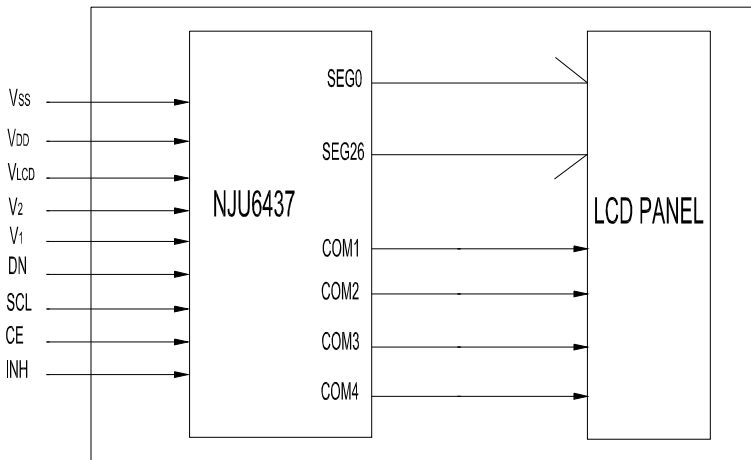 VSS
VDD
VLCD
V2
V1
DN
SCL
CE
INH
NJU6437
SEG0
SEG26
COM1
COM2
COM3
COM4
LCD PANEL